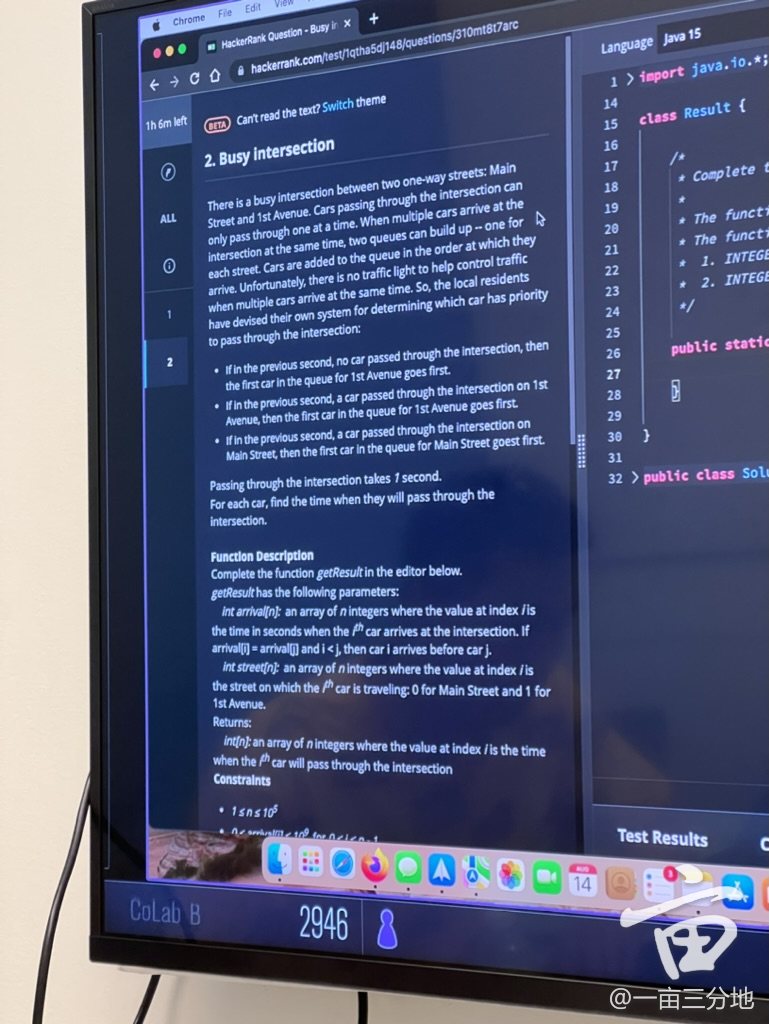 Chrome File Edit View
HackerRank Question - Busy in
hackerrank.com/test/1qtha5dj148/questions/310mt8t7arc
1h 6m left
BETA Can't read the text? Switch theme
2. Busy intersection
There is a busy intersection between two one-way streets: Main
Street and 1st Avenue. Cars passing through the intersection can
only pass through one at a time. When multiple cars arrive at the
intersection at the same time, two queues can build up -- one for
each street. Cars are added to the queue in the order at which they
arrive. Unfortunately, there is no traffic light to help control traffic
when multiple cars arrive at the same time. So, the local residents
have devised their own system for determining which car has priority
to pass through the intersection:
• If in the previous second, no car passed through the intersection, then
the first car in the queue for 1st Avenue goes first.
• If in the previous second, a car passed through the intersection on 1st
Avenue, then the first car in the queue for 1st Avenue goes first.
• If in the previous second, a car passed through the intersection on
Main Street, then the first car in the queue for Main Street goest first.
Passing through the intersection takes 1 second.
For each car, find the time when they will pass through the
intersection.
Function Description
Complete the function getResult in the editor below.
getResult has the following parameters:
int arrival[n]: an array of n integers where the value at index i is
the time in seconds when the ith car arrives at the intersection. If
arrival[i] = arrival[j] and i < j, then car i arrives before car j.
int street[n]: an array of n integers where the value at index i is
the street on which the ith car is traveling: 0 for Main Street and 1 for
1st Avenue.
Returns:
int[n]: an array of n integers where the value at index i is the time
when the ith car will pass through the intersection
Constraints
• 1 ≤ n ≤ 10^5
ALL
1
2
Language Java 15
1 import java.io.*;
14
15 class Result {
16
17 /*
18 * Complete t
19 *
20 * The functi
21 * The functi
22 * 1. INTEGE
23 * 2. INTEGE
24 */
25
26 public static
27
28 }
29
30 }
31
32 public class Solu
Test Results
AUG
14
3
CoLab B
2946
亩
@一亩三分地